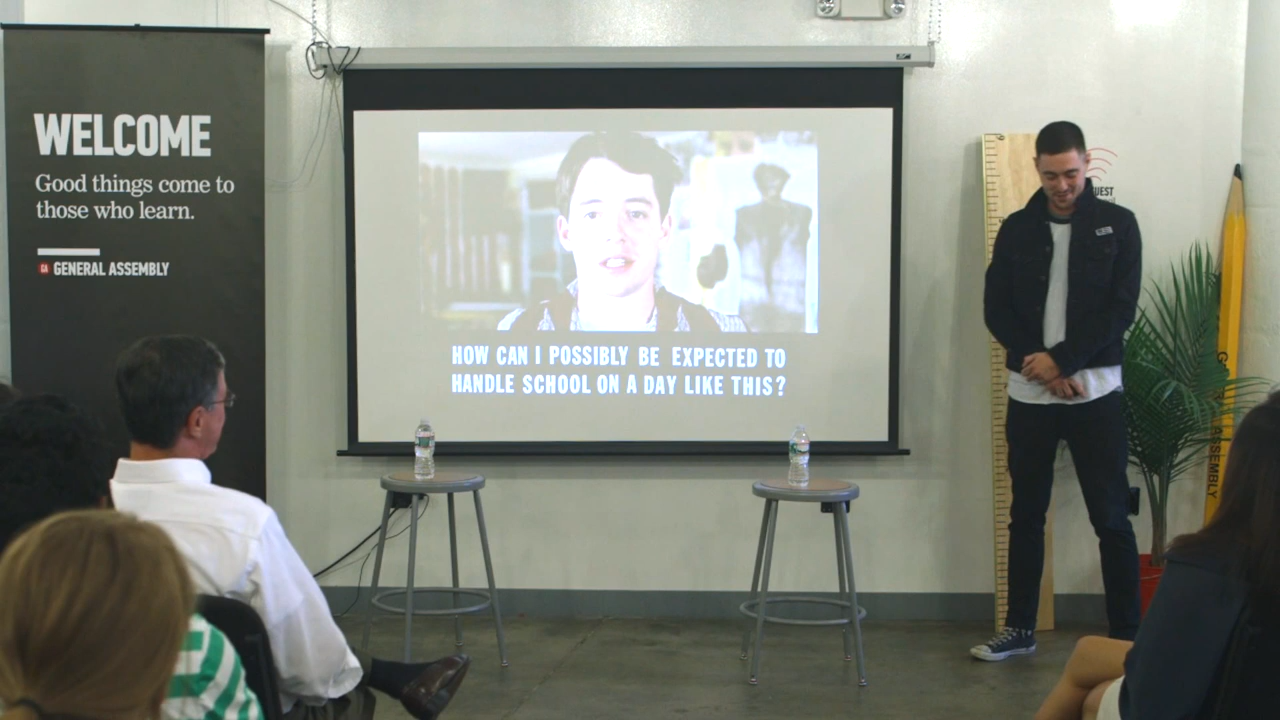 WELCOME
Good things come to
those who learn.
GA GENERAL ASSEMBLY
HOW CAN I POSSIBLY BE EXPECTED TO
HANDLE SCHOOL ON A DAY LIKE THIS?
ASSEMBLY